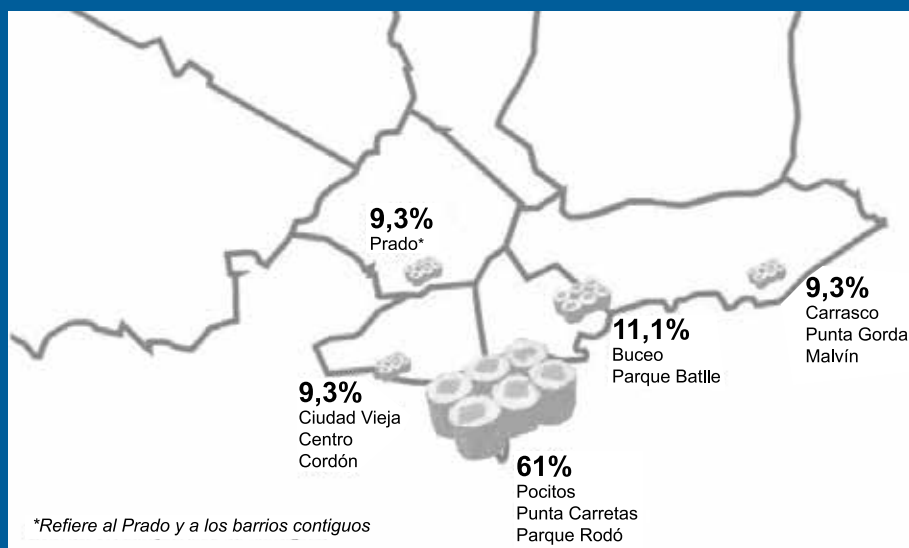 9,3%
Prado*
9,3%
Carrasco
Punta Gorda
Malvín
11,1%
Buceo
Parque Batlle
9,3%
Ciudad Vieja
Centro
Cordón
61%
Pocitos
Punta Carretas
Parque Rodó
*Refiere al Prado y a los barrios contiguos